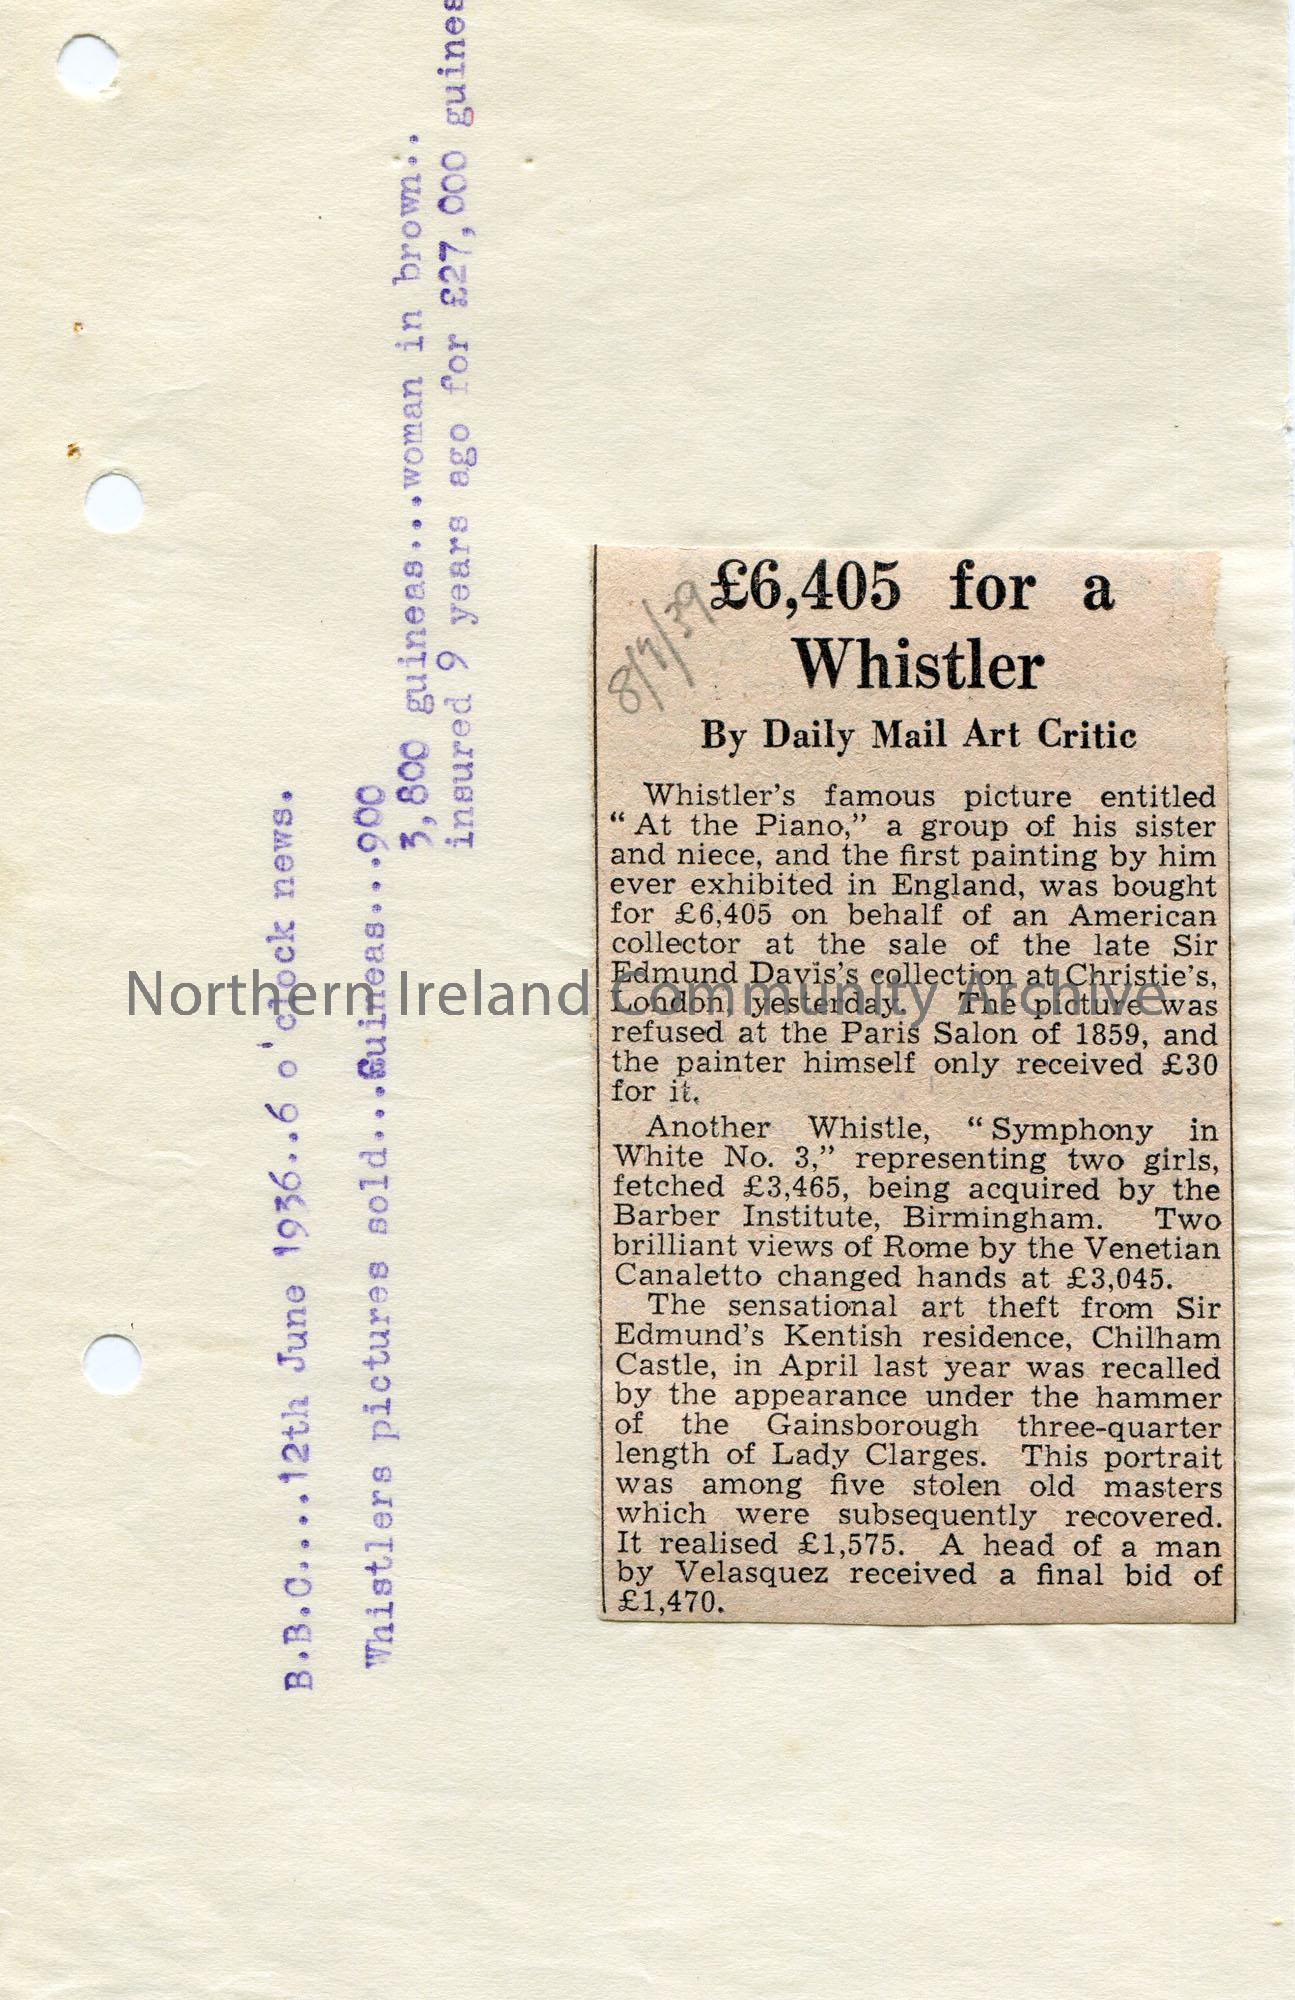 B.B.C....12th June 1936..6 o'clock news.
Whistlers pictures sold...Guineas...900
3,800 guineas...woman in brown..
insured 9 years ago for £27,000 guineas
8/7/39
£6,405 for a
Whistler
By Daily Mail Art Critic
Whistler's famous picture entitled
“At the Piano,” a group of his sister
and niece, and the first painting by him
ever exhibited in England, was bought
for £6,405 on behalf of an American
collector at the sale of the late Sir
Edmund Davis's collection at Christie's,
London, yesterday. The picture was
refused at the Paris Salon of 1859, and
the painter himself only received £30
for it.
Another Whistle, “Symphony in
White No. 3,” representing two girls,
fetched £3,465, being acquired by the
Barber Institute, Birmingham. Two
brilliant views of Rome by the Venetian
Canaletto changed hands at £3,045.
The sensational art theft from Sir
Edmund's Kentish residence, Chilham
Castle, in April last year was recalled
by the appearance under the hammer
of the Gainsborough three-quarter
length of Lady Clarges. This portrait
was among five stolen old masters
which were subsequently recovered.
It realised £1,575. A head of a man
by Velasquez received a final bid of
£1,470.
Northern Ireland Community Archive